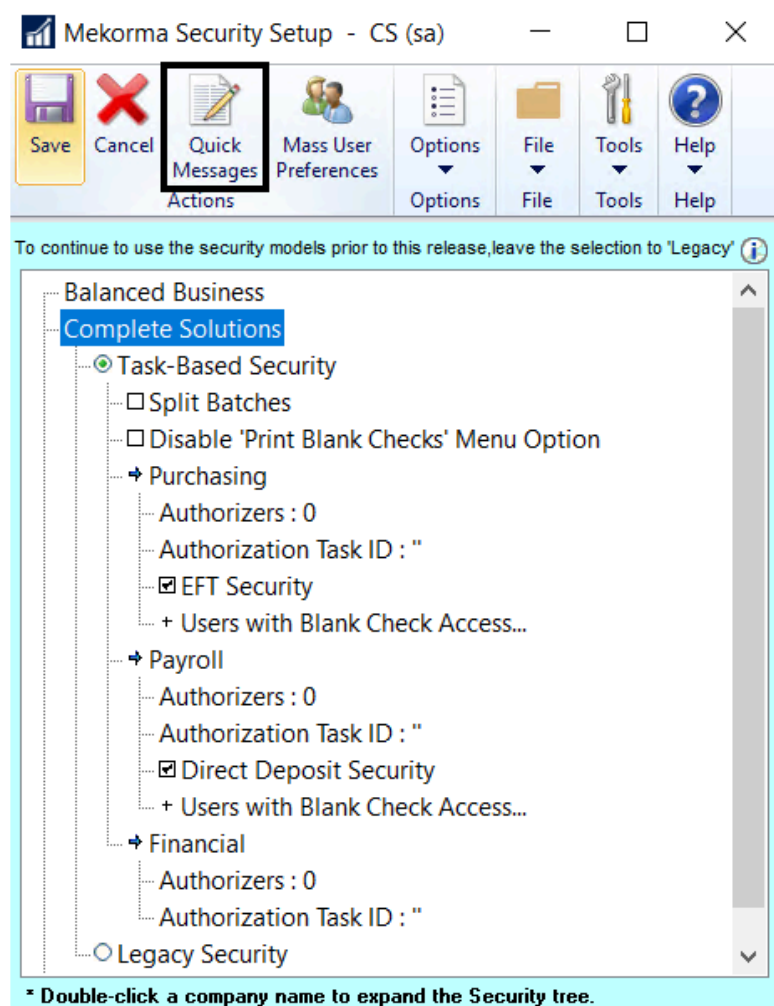 Mekorma Security Setup - CS (sa)
Save Cancel Quick Messages Mass User Preferences Options File Tools Help
Actions Options File Tools Help
To continue to use the security models prior to this release,leave the selection to 'Legacy'
Balanced Business
Complete Solutions
Task-Based Security
Split Batches
Disable 'Print Blank Checks' Menu Option
Purchasing
Authorizers : 0
Authorization Task ID : ''
EFT Security
+ Users with Blank Check Access...
Payroll
Authorizers : 0
Authorization Task ID : ''
Direct Deposit Security
+ Users with Blank Check Access...
Financial
Authorizers : 0
Authorization Task ID : ''
Legacy Security
* Double-click a company name to expand the Security tree.